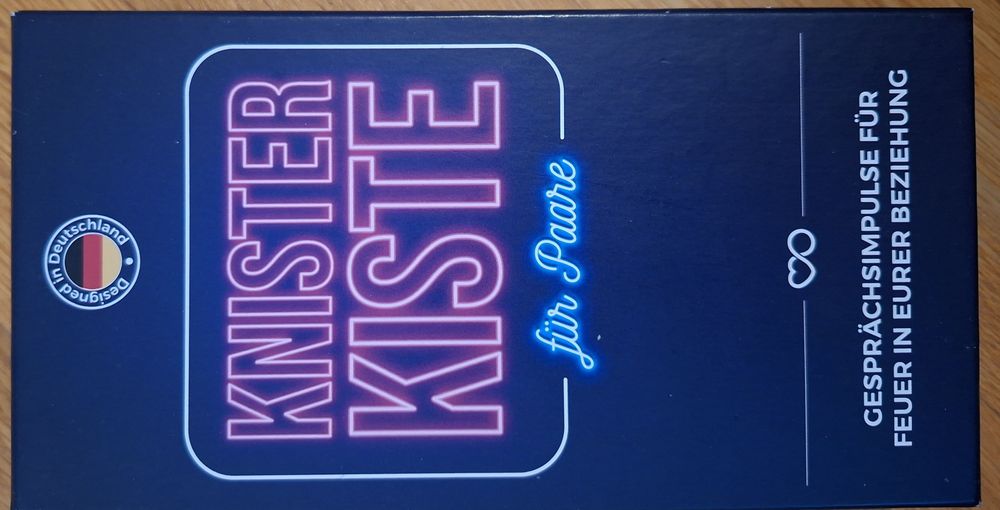 Designed in Deutschland
KNISTER
KISTE
für Paare
GESPRÄCHSIMPULSE FÜR
FEUER IN EURER BEZIEHUNG